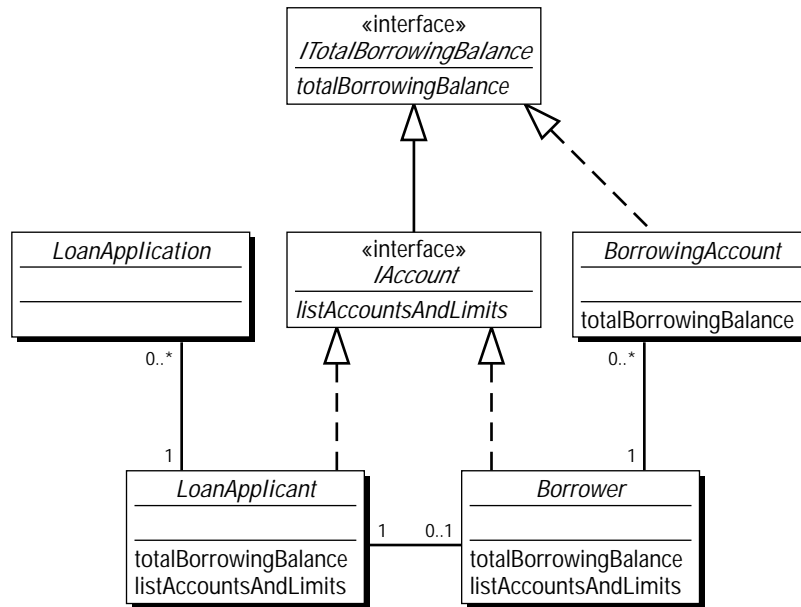 «interface»
ITotalBorrowingBalance
totalBorrowingBalance
LoanApplication
«interface»
IAccount
listAccountsAndLimits
BorrowingAccount
totalBorrowingBalance
0..*
0..*
1
1
LoanApplicant
totalBorrowingBalance
listAccountsAndLimits
1
0..1
Borrower
totalBorrowingBalance
listAccountsAndLimits